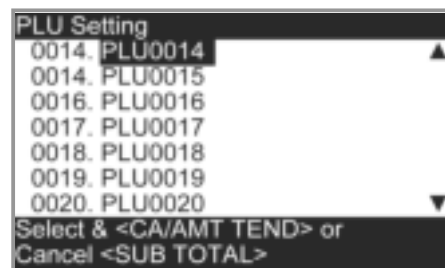 PLU Setting
0014. PLU0014
0014. PLU0015
0016. PLU0016
0017. PLU0017
0018. PLU0018
0019. PLU0019
0020. PLU0020
Select & <CA/AMT TEND> or
Cancel <SUB TOTAL>